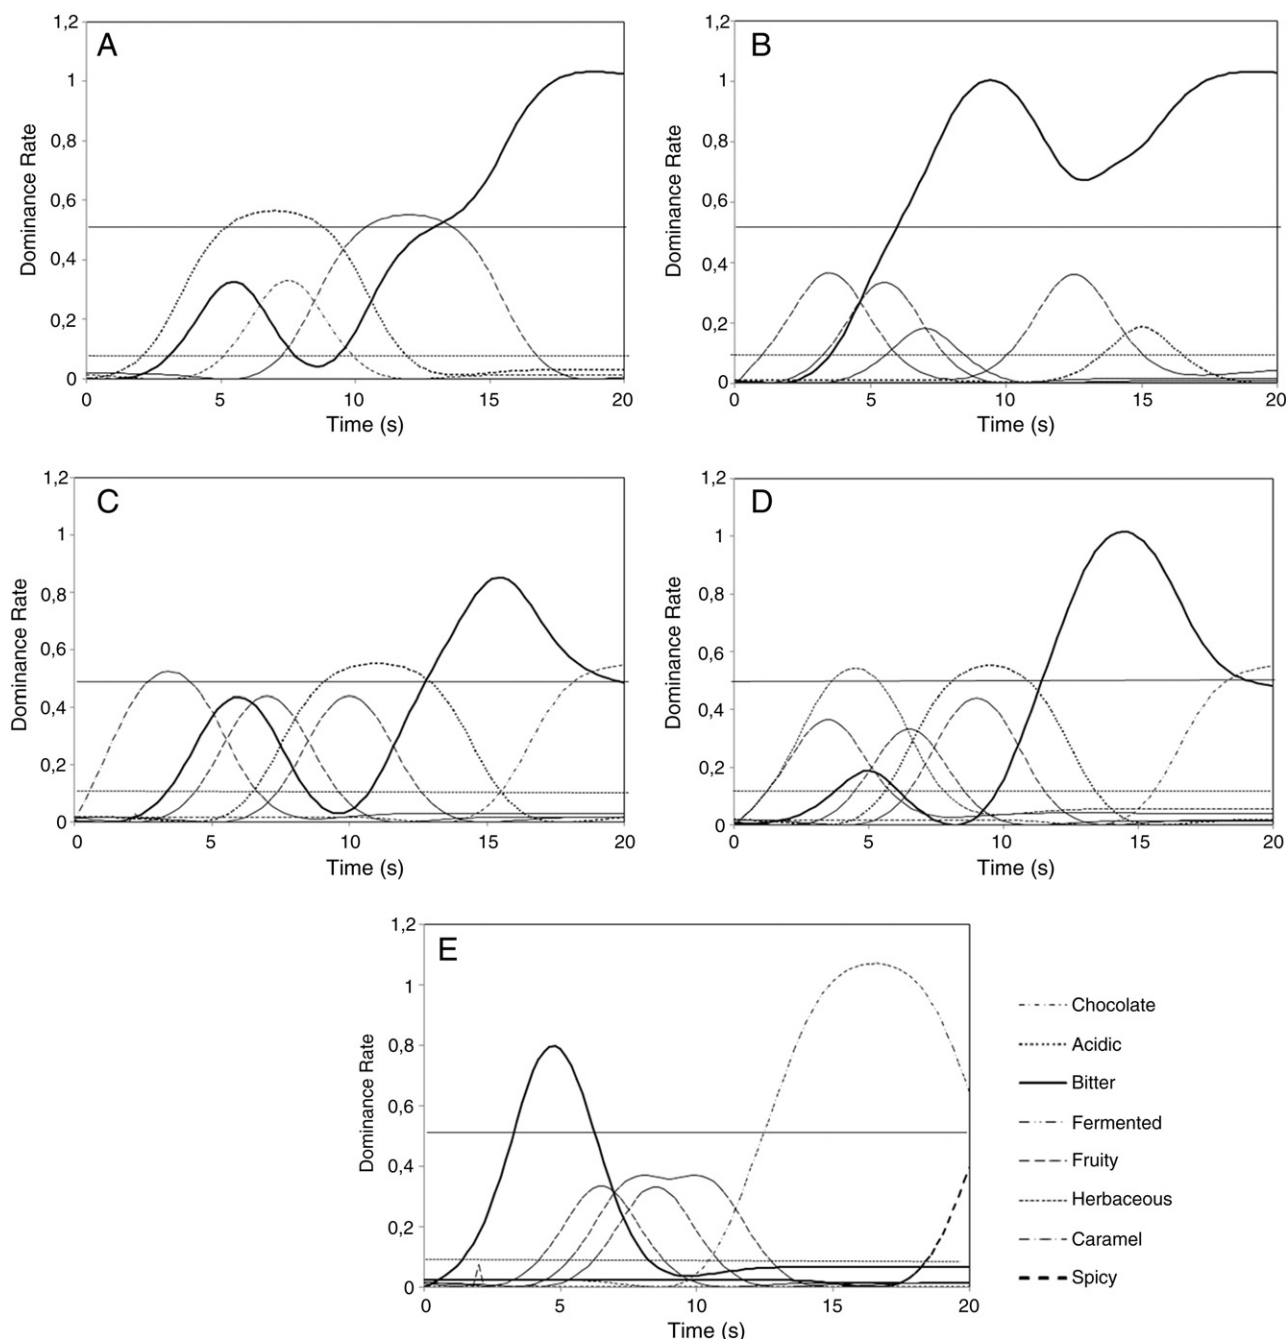 A
1,2
1
0,8
0,6
0,4
0,2
0
Dominance Rate
0 5 10 15 20
Time (s)
B
1,2
1
0,8
0,6
0,4
0,2
0
Dominance Rate
0 5 10 15 20
Time (s)
C
1,2
1
0,8
0,6
0,4
0,2
0
Dominance Rate
0 5 10 15 20
Time (s)
D
1,2
1
0,8
0,6
0,4
0,2
0
Dominance Rate
0 5 10 15 20
Time (s)
E
1,2
1
0,8
0,6
0,4
0,2
0
Dominance Rate
0 5 10 15 20
Time (s)
Chocolate
Acidic
Bitter
Fermented
Fruity
Herbaceous
Caramel
Spicy